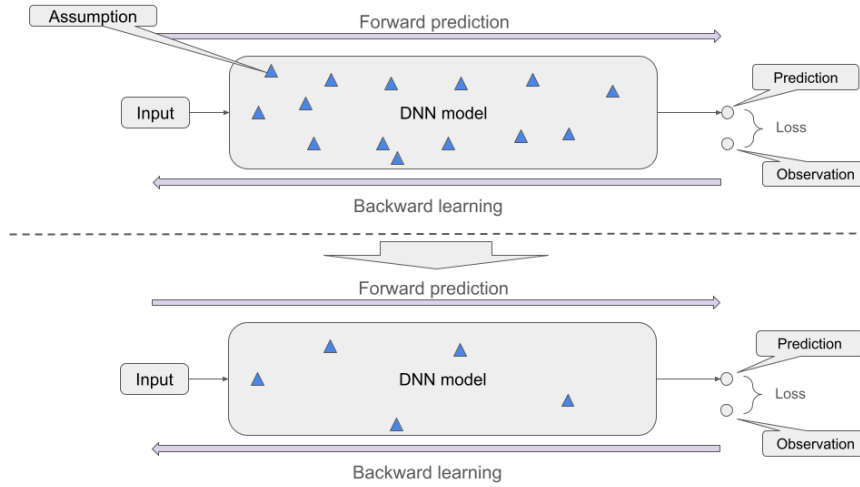 Assumption
Forward prediction
Prediction
Input
DNN model
Loss
Observation
Backward learning
Forward prediction
Prediction
Input
DNN model
Loss
Observation
Backward learning